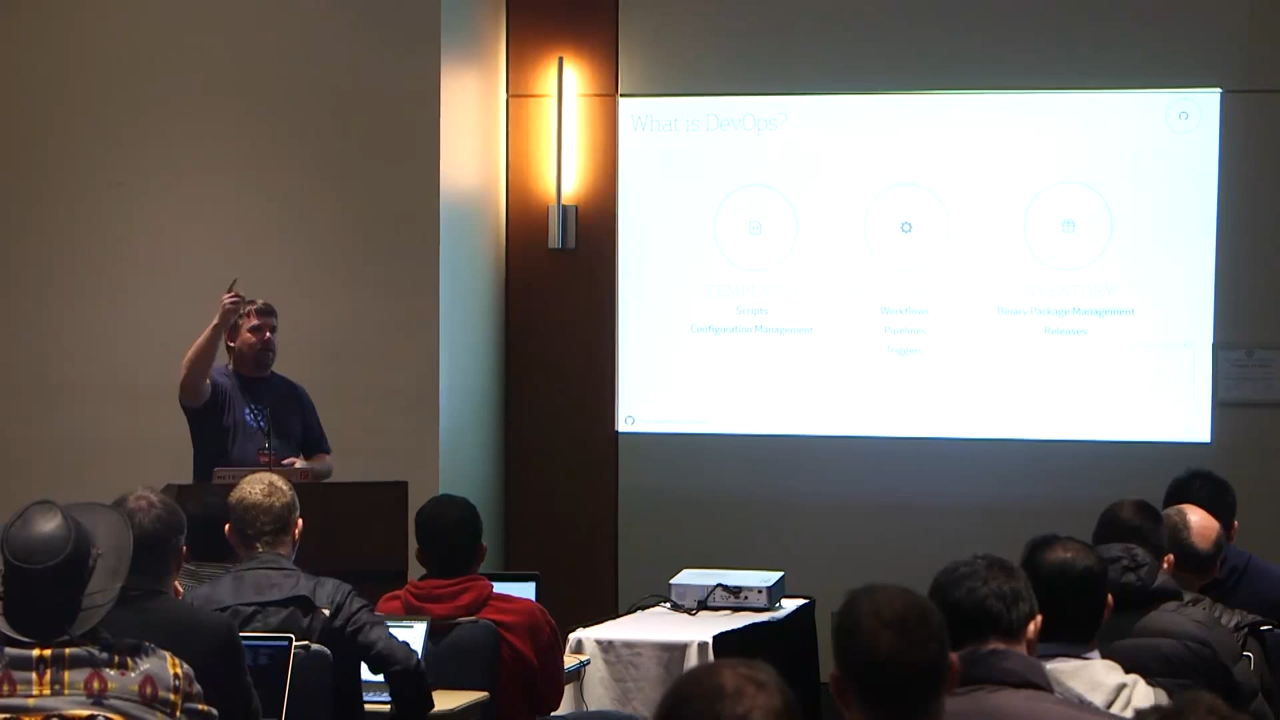 What is DevOps?
Scripts
Configuration Management
Workflows
Pipelines
Triggers
Binary Package Management
Releases